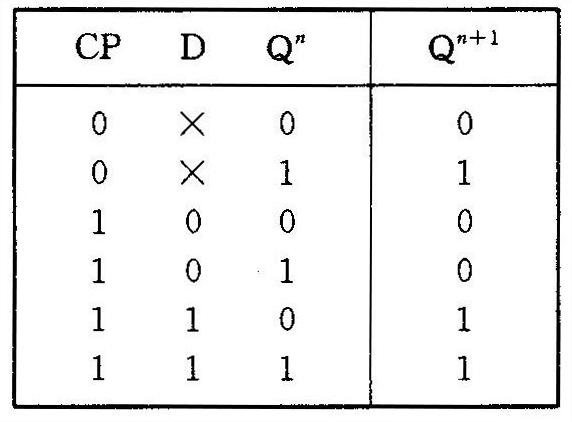 CP D Qⁿ Qⁿ⁺¹
0 × 0 0
0 × 1 1
1 0 0 0
1 0 1 0
1 1 0 1
1 1 1 1